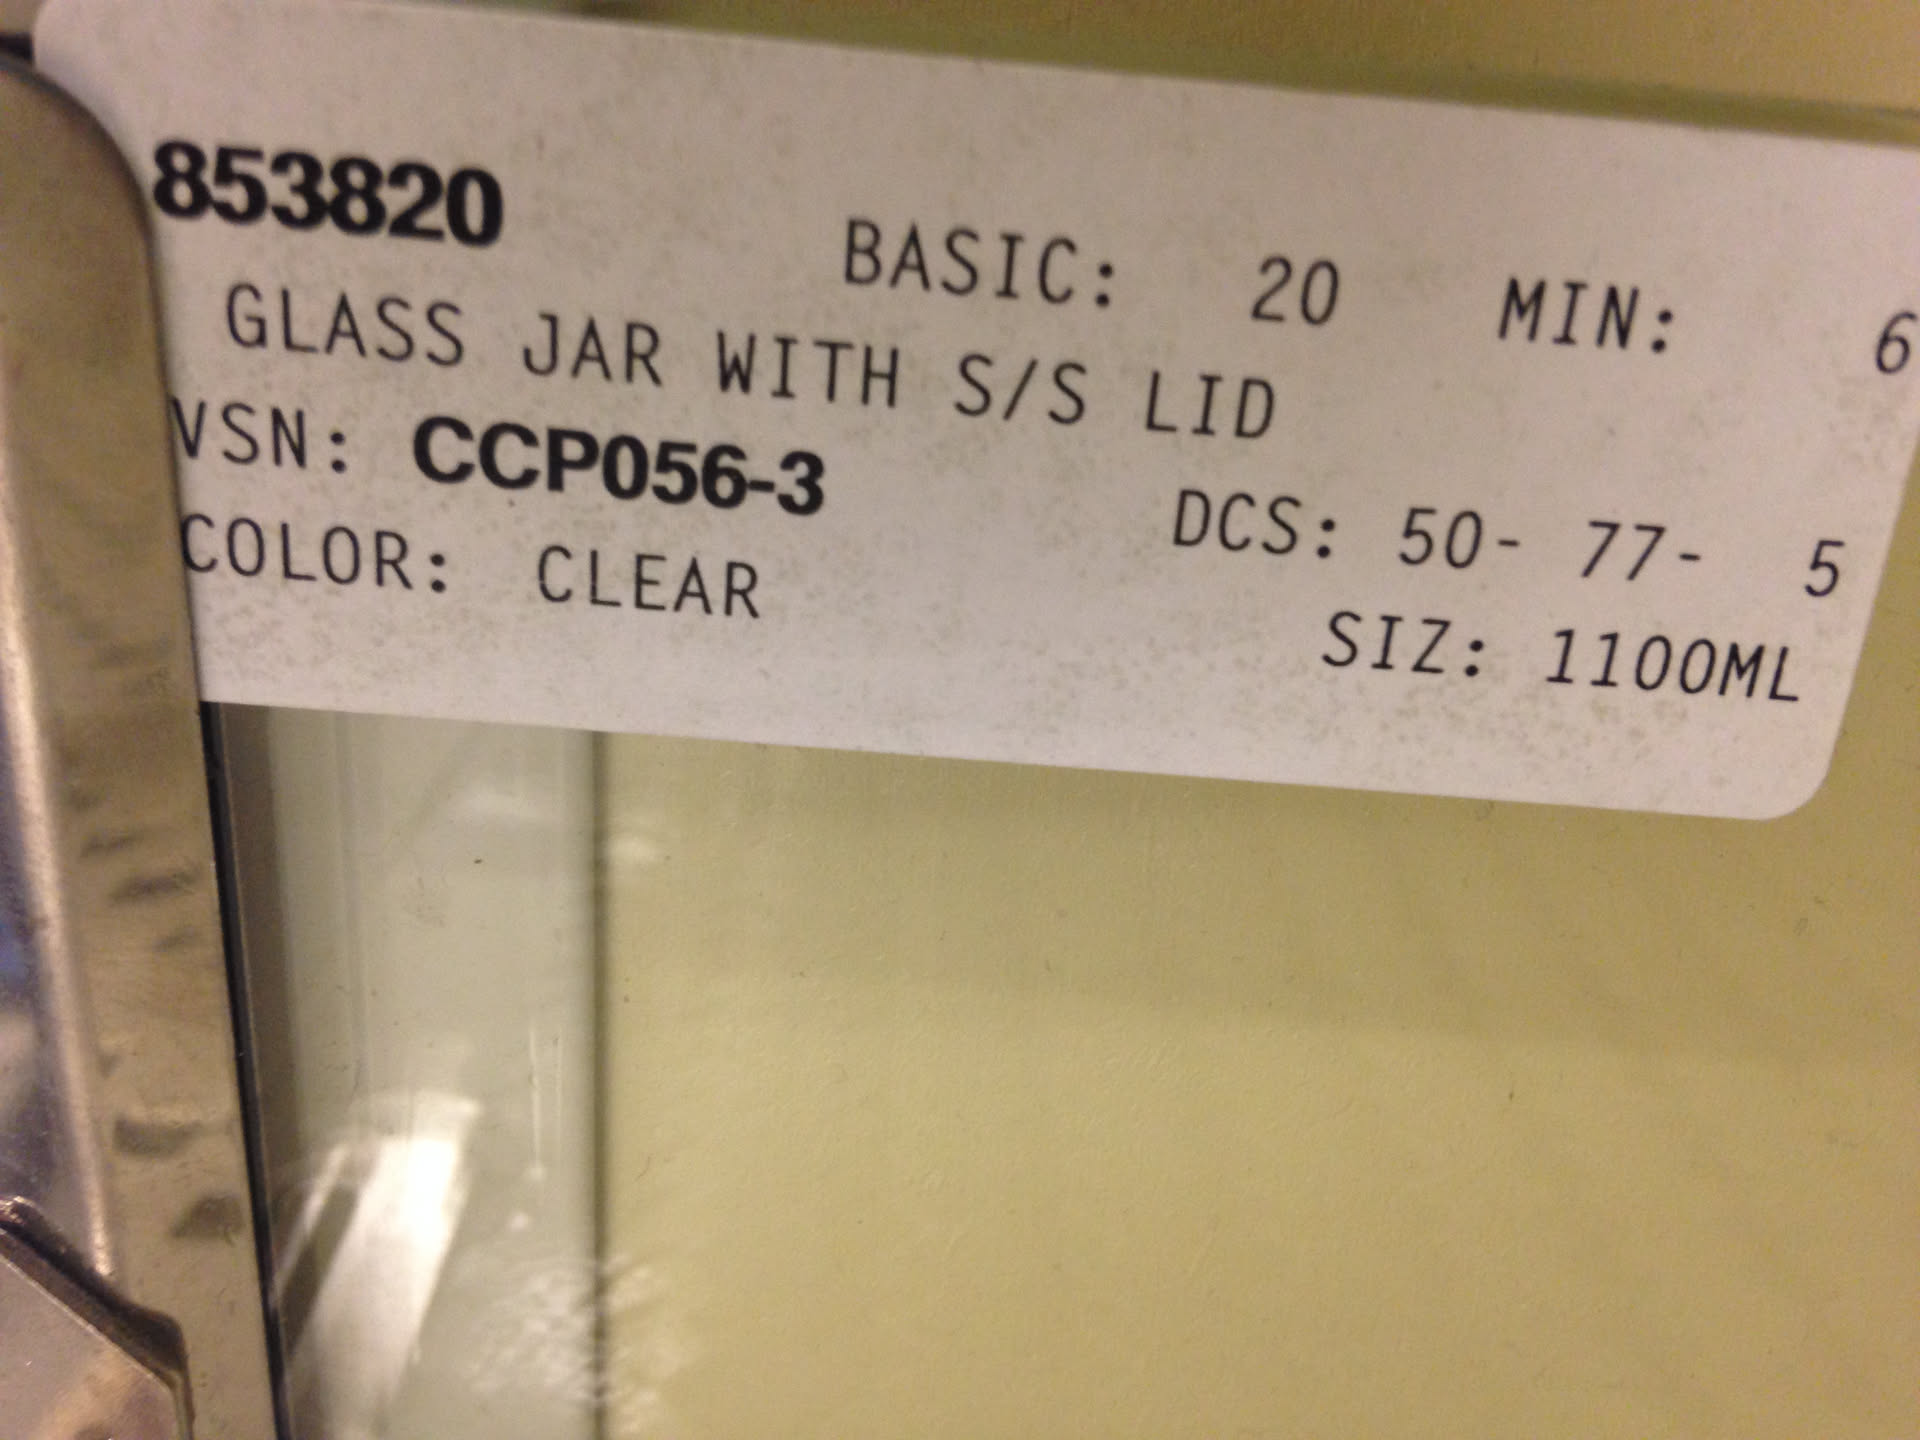 853820
BASIC: 20 MIN: 6
GLASS JAR WITH S/S LID
VSN: CCP056-3
DCS: 50- 77- 5
COLOR: CLEAR
SIZ: 1100ML